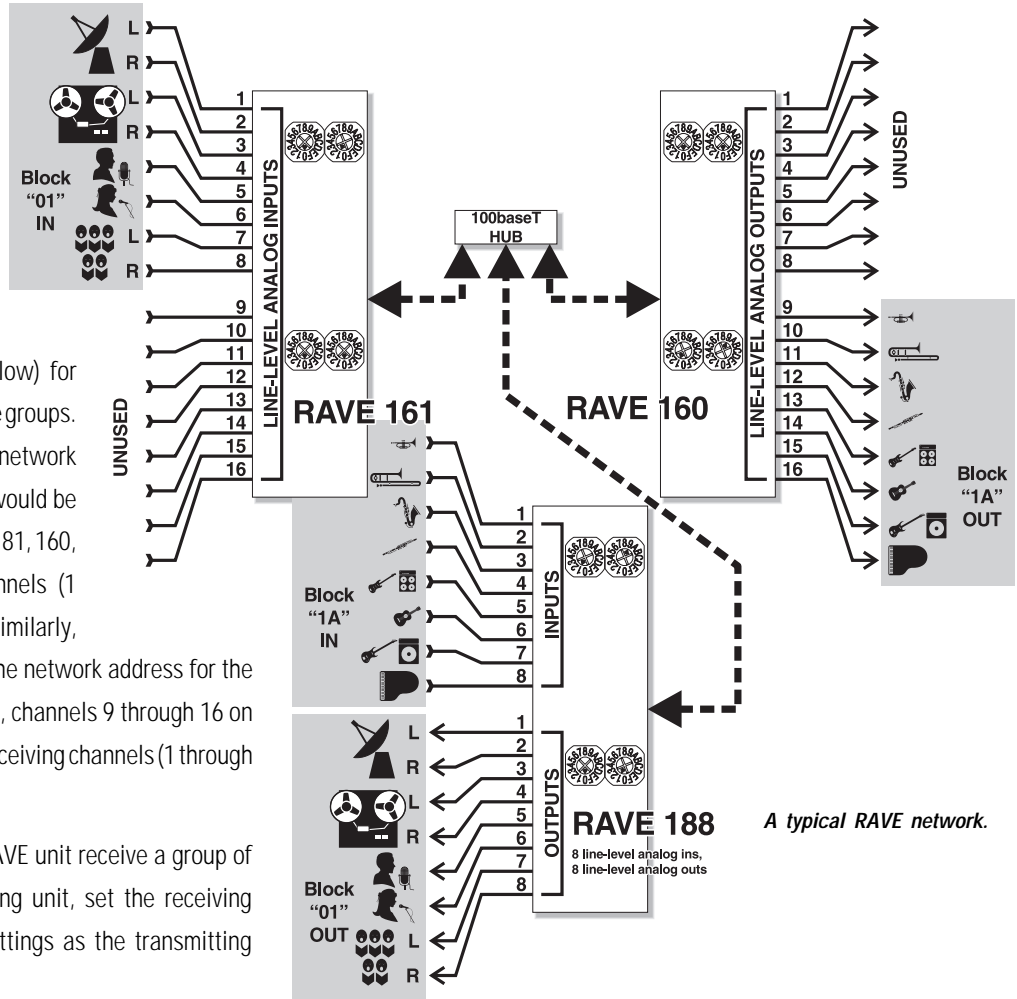 L
R
L
R
Block
“01”
IN
L
R
1
2
3
4
5
6
7
8
9
10
11
12
13
14
15
16
LINE-LEVEL ANALOG INPUTS
UNUSED
RAVE 161
100baseT
HUB
RAVE 160
LINE-LEVEL ANALOG OUTPUTS
1
2
3
4
5
6
7
8
9
10
11
12
13
14
15
16
UNUSED
Block
“1A”
OUT
low) for
e groups.
network
would be
81, 160,
nnels (1
imilarly,
he network address for the
, channels 9 through 16 on
ceiving channels (1 through
AVE unit receive a group of
ng unit, set the receiving
ttings as the transmitting
Block
“1A”
IN
1
2
3
4
5
6
7
8
INPUTS
L
R
L
R
Block
“01”
OUT
L
R
1
2
3
4
5
6
7
8
OUTPUTS
RAVE 188
8 line-level analog ins,
8 line-level analog outs
A typical RAVE network.